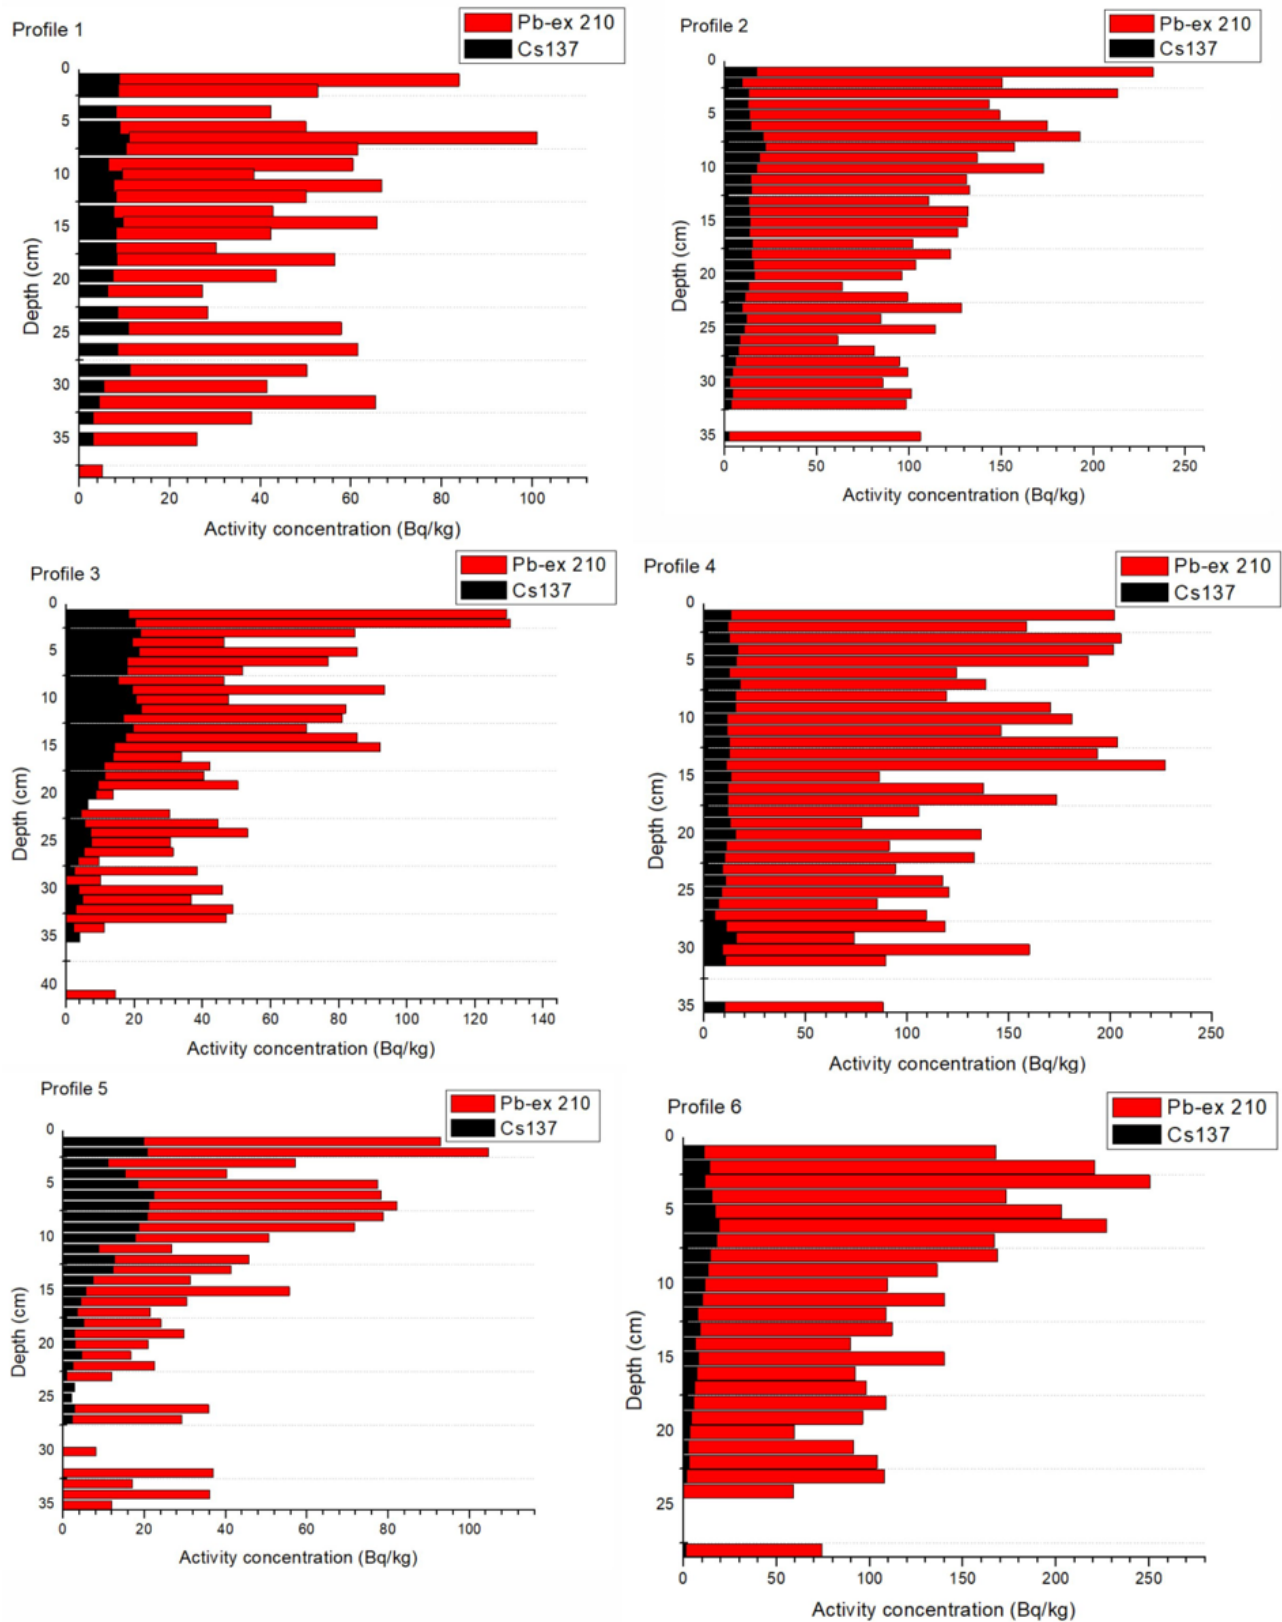 Profile 1
Pb-ex 210
Cs137
0
5
10
15
20
25
30
35
Depth (cm)
0 20 40 60 80 100
Activity concentration (Bq/kg)
Profile 2
Pb-ex 210
Cs137
0
5
10
15
20
25
30
35
Depth (cm)
0 50 100 150 200 250
Activity concentration (Bq/kg)
Profile 3
Pb-ex 210
Cs137
0
5
10
15
20
25
30
35
40
Depth (cm)
0 20 40 60 80 100 120 140
Activity concentration (Bq/kg)
Profile 4
Pb-ex 210
Cs137
0
5
10
15
20
25
30
35
Depth (cm)
0 50 100 150 200 250
Activity concentration (Bq/kg)
Profile 5
Pb-ex 210
Cs137
0
5
10
15
20
25
30
35
Depth (cm)
0 20 40 60 80 100
Activity concentration (Bq/kg)
Profile 6
Pb-ex 210
Cs137
0
5
10
15
20
25
Depth (cm)
0 50 100 150 200 250
Activity concentration (Bq/kg)